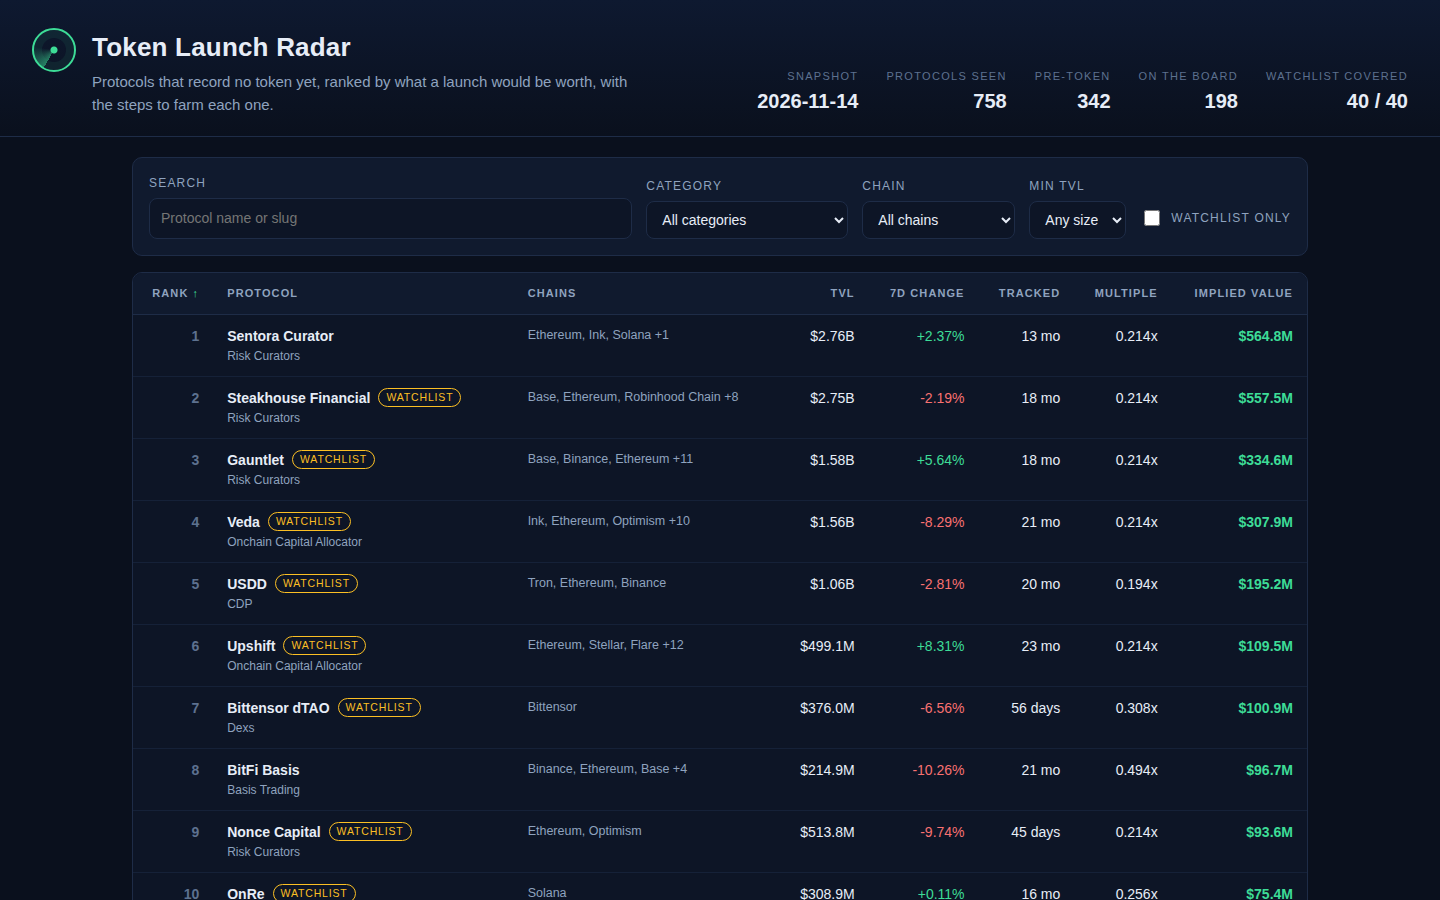 Token Launch Radar
Protocols that record no token yet, ranked by what a launch would be worth, with
the steps to farm each one.
SNAPSHOT PROTOCOLS SEEN PRE-TOKEN ON THE BOARD WATCHLIST COVERED
2026-11-14 758 342 198 40 / 40
SEARCH CATEGORY CHAIN MIN TVL
Protocol name or slug All categories All chains Any size WATCHLIST ONLY
RANK ↑ PROTOCOL CHAINS TVL 7D CHANGE TRACKED MULTIPLE IMPLIED VALUE
1 Sentora Curator Ethereum, Ink, Solana +1 $2.76B +2.37% 13 mo 0.214x $564.8M
Risk Curators
2 Steakhouse Financial WATCHLIST Base, Ethereum, Robinhood Chain +8 $2.75B -2.19% 18 mo 0.214x $557.5M
Risk Curators
3 Gauntlet WATCHLIST Base, Binance, Ethereum +11 $1.58B +5.64% 18 mo 0.214x $334.6M
Risk Curators
4 Veda WATCHLIST Ink, Ethereum, Optimism +10 $1.56B -8.29% 21 mo 0.214x $307.9M
Onchain Capital Allocator
5 USDD WATCHLIST Tron, Ethereum, Binance $1.06B -2.81% 20 mo 0.194x $195.2M
CDP
6 Upshift WATCHLIST Ethereum, Stellar, Flare +12 $499.1M +8.31% 23 mo 0.214x $109.5M
Onchain Capital Allocator
7 Bittensor dTAO WATCHLIST Bittensor $376.0M -6.56% 56 days 0.308x $100.9M
Dexs
8 BitFi Basis Binance, Ethereum, Base +4 $214.9M -10.26% 21 mo 0.494x $96.7M
Basis Trading
9 Nonce Capital WATCHLIST Ethereum, Optimism $513.8M -9.74% 45 days 0.214x $93.6M
Risk Curators
10 OnRe WATCHLIST Solana $308.9M +0.11% 16 mo 0.256x $75.4M